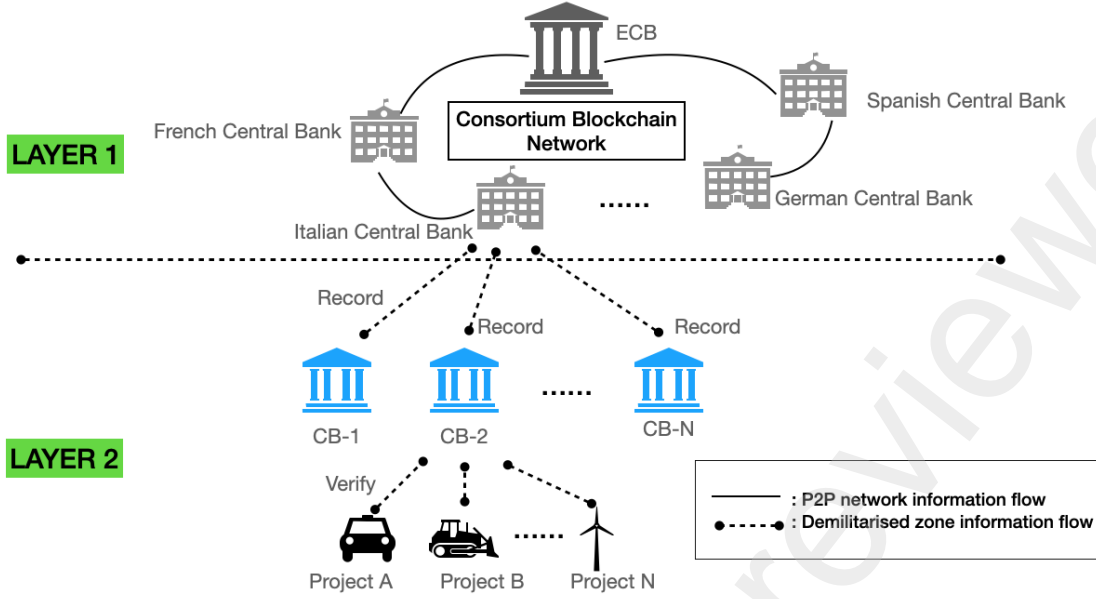 ECB
Spanish Central Bank
French Central Bank
Consortium Blockchain
Network
LAYER 1
German Central Bank
......
Italian Central Bank
Record
Record
Record
......
CB-1
CB-2
CB-N
LAYER 2
Verify
: P2P network information flow
: Demilitarised zone information flow
......
Project A
Project B
Project N
review